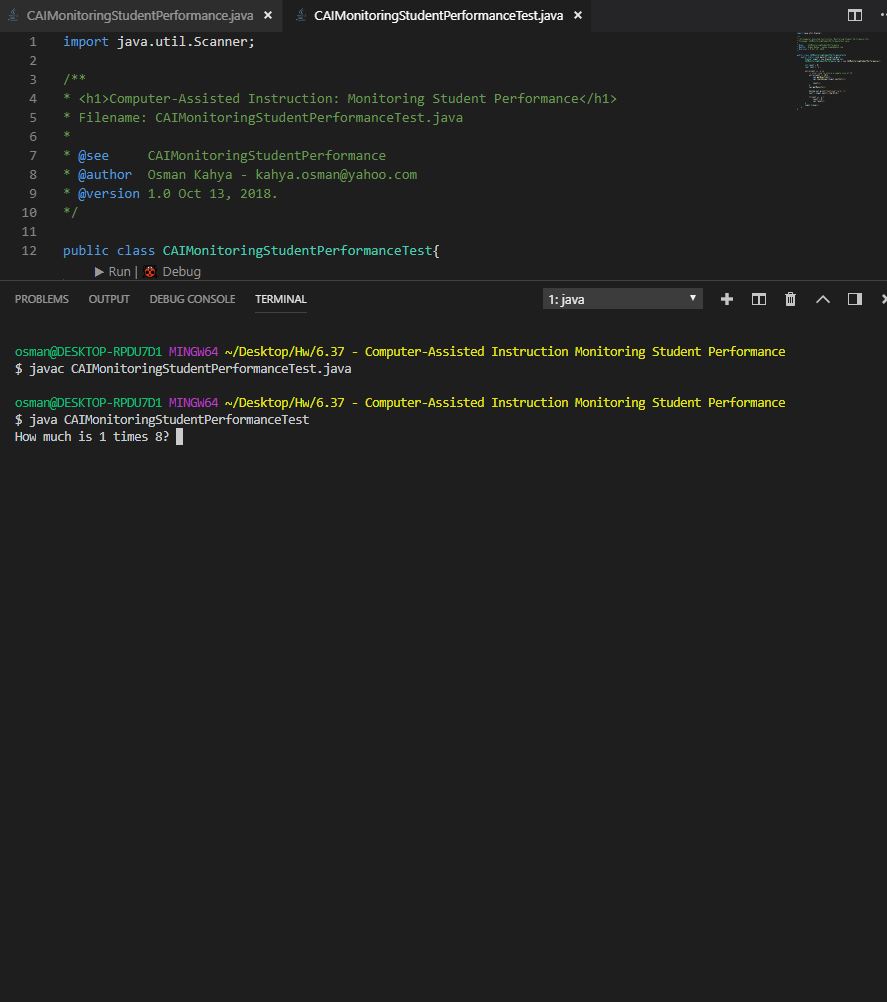 CAIMonitoringStudentPerformance.java × CAIMonitoringStudentPerformanceTest.java ×
1 import java.util.Scanner;
2
3 /**
4 * <h1>Computer-Assisted Instruction: Monitoring Student Performance</h1>
5 * Filename: CAIMonitoringStudentPerformanceTest.java
6 *
7 * @see     CAIMonitoringStudentPerformance
8 * @author  Osman Kahya - kahya.osman@yahoo.com
9 * @version 1.0 Oct 13, 2018.
10 */
11
12 public class CAIMonitoringStudentPerformanceTest{
Run | Debug
PROBLEMS OUTPUT DEBUG CONSOLE TERMINAL 1: java
osman@DESKTOP-RPDU7D1 MINGW64 ~/Desktop/Hw/6.37 - Computer-Assisted Instruction Monitoring Student Performance
$ javac CAIMonitoringStudentPerformanceTest.java
osman@DESKTOP-RPDU7D1 MINGW64 ~/Desktop/Hw/6.37 - Computer-Assisted Instruction Monitoring Student Performance
$ java CAIMonitoringStudentPerformanceTest
How much is 1 times 8?